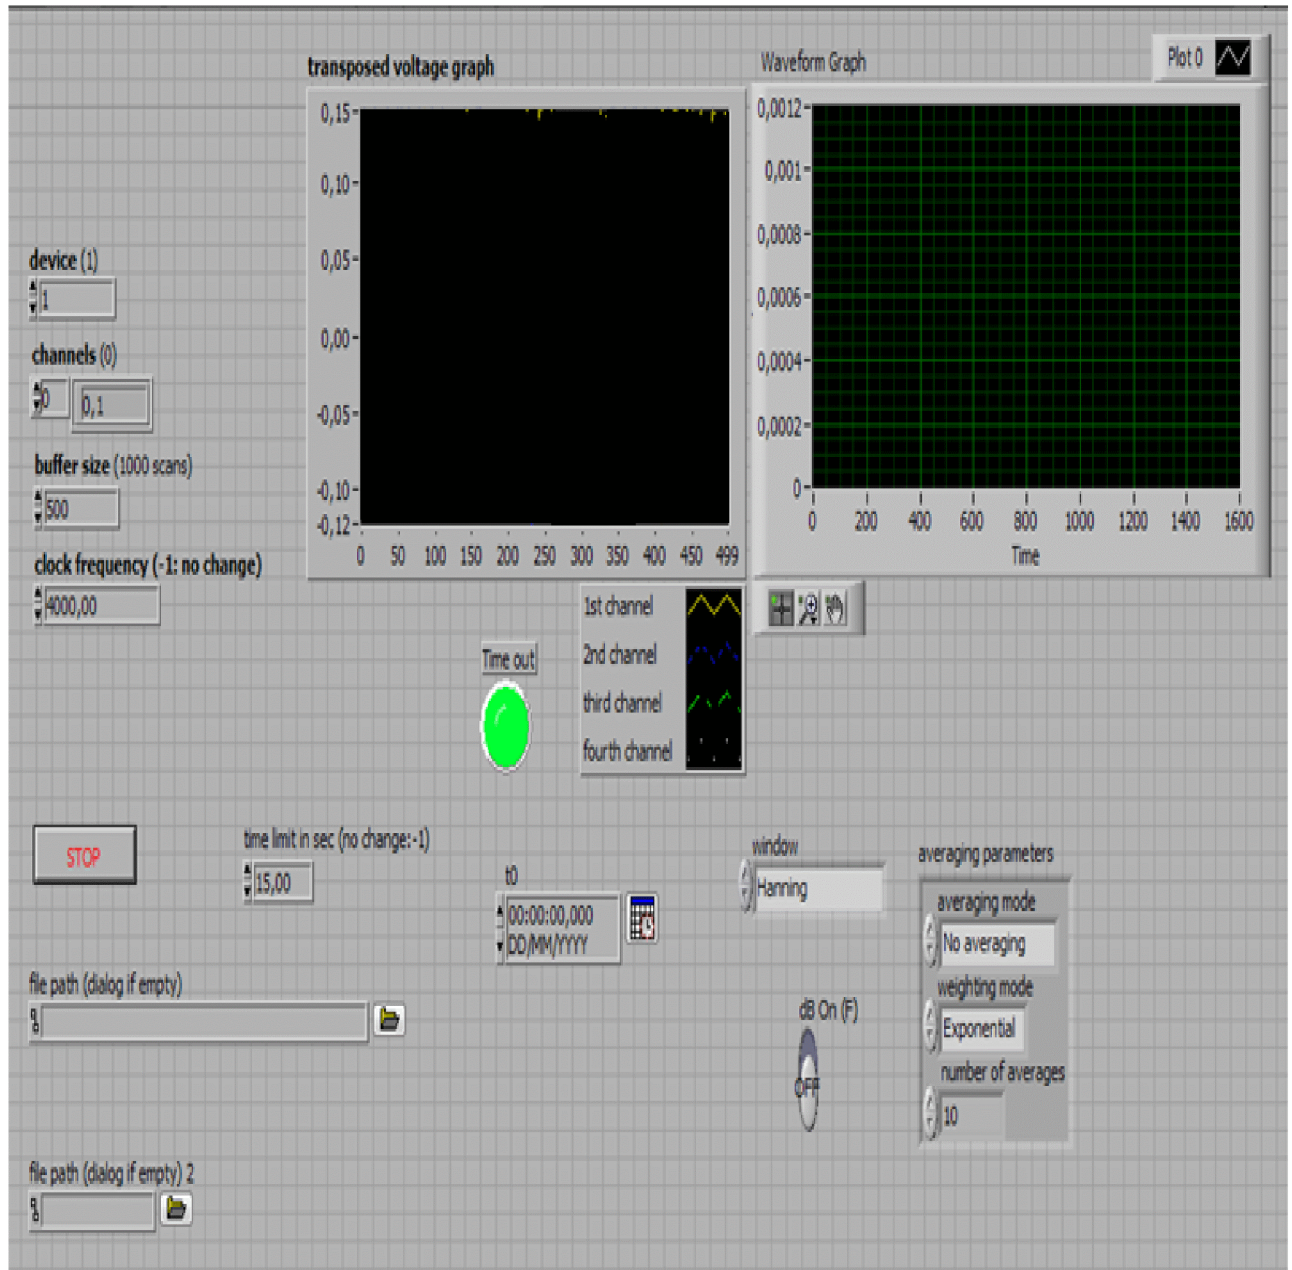 transposed voltage graph
Waveform Graph
Plot 0
0,15
0,10
0,05
0,00
-0,05
-0,10
-0,12
0 50 100 150 200 250 300 350 400 450 499
0,0012
0,001
0,0008
0,0006
0,0004
0,0002
0
0 200 400 600 800 1000 1200 1400 1600
Time
device (1)
1
channels (0)
0 0,1
buffer size (1000 scans)
500
clock frequency (-1: no change)
4000,00
1st channel
2nd channel
third channel
fourth channel
Time out
STOP
time limit in sec (no change:-1)
15,00
t0
00:00:00,000
DD/MM/YYYY
window
Hanning
averaging parameters
averaging mode
No averaging
weighting mode
Exponential
number of averages
10
dB On (F)
OFF
file path (dialog if empty)
file path (dialog if empty) 2